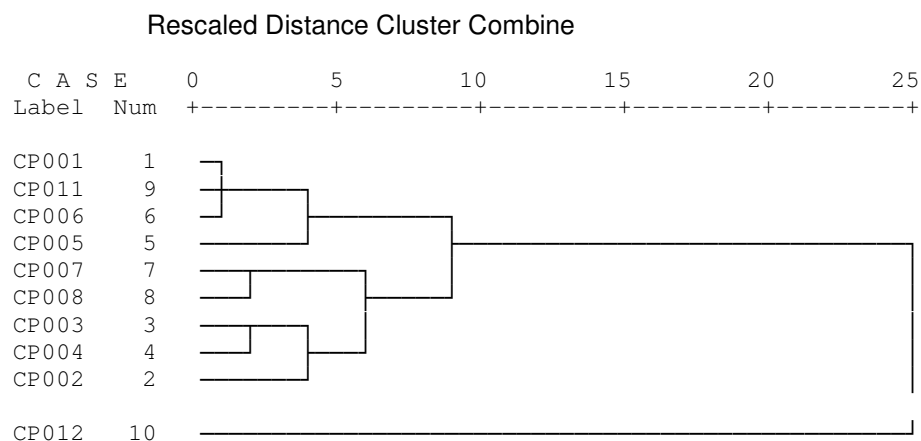 Rescaled Distance Cluster Combine
C A S E 0 5 10 15 20 25
Label Num +---------+---------+---------+---------+---------+
CP001 1
CP011 9
CP006 6
CP005 5
CP007 7
CP008 8
CP003 3
CP004 4
CP002 2
CP012 10